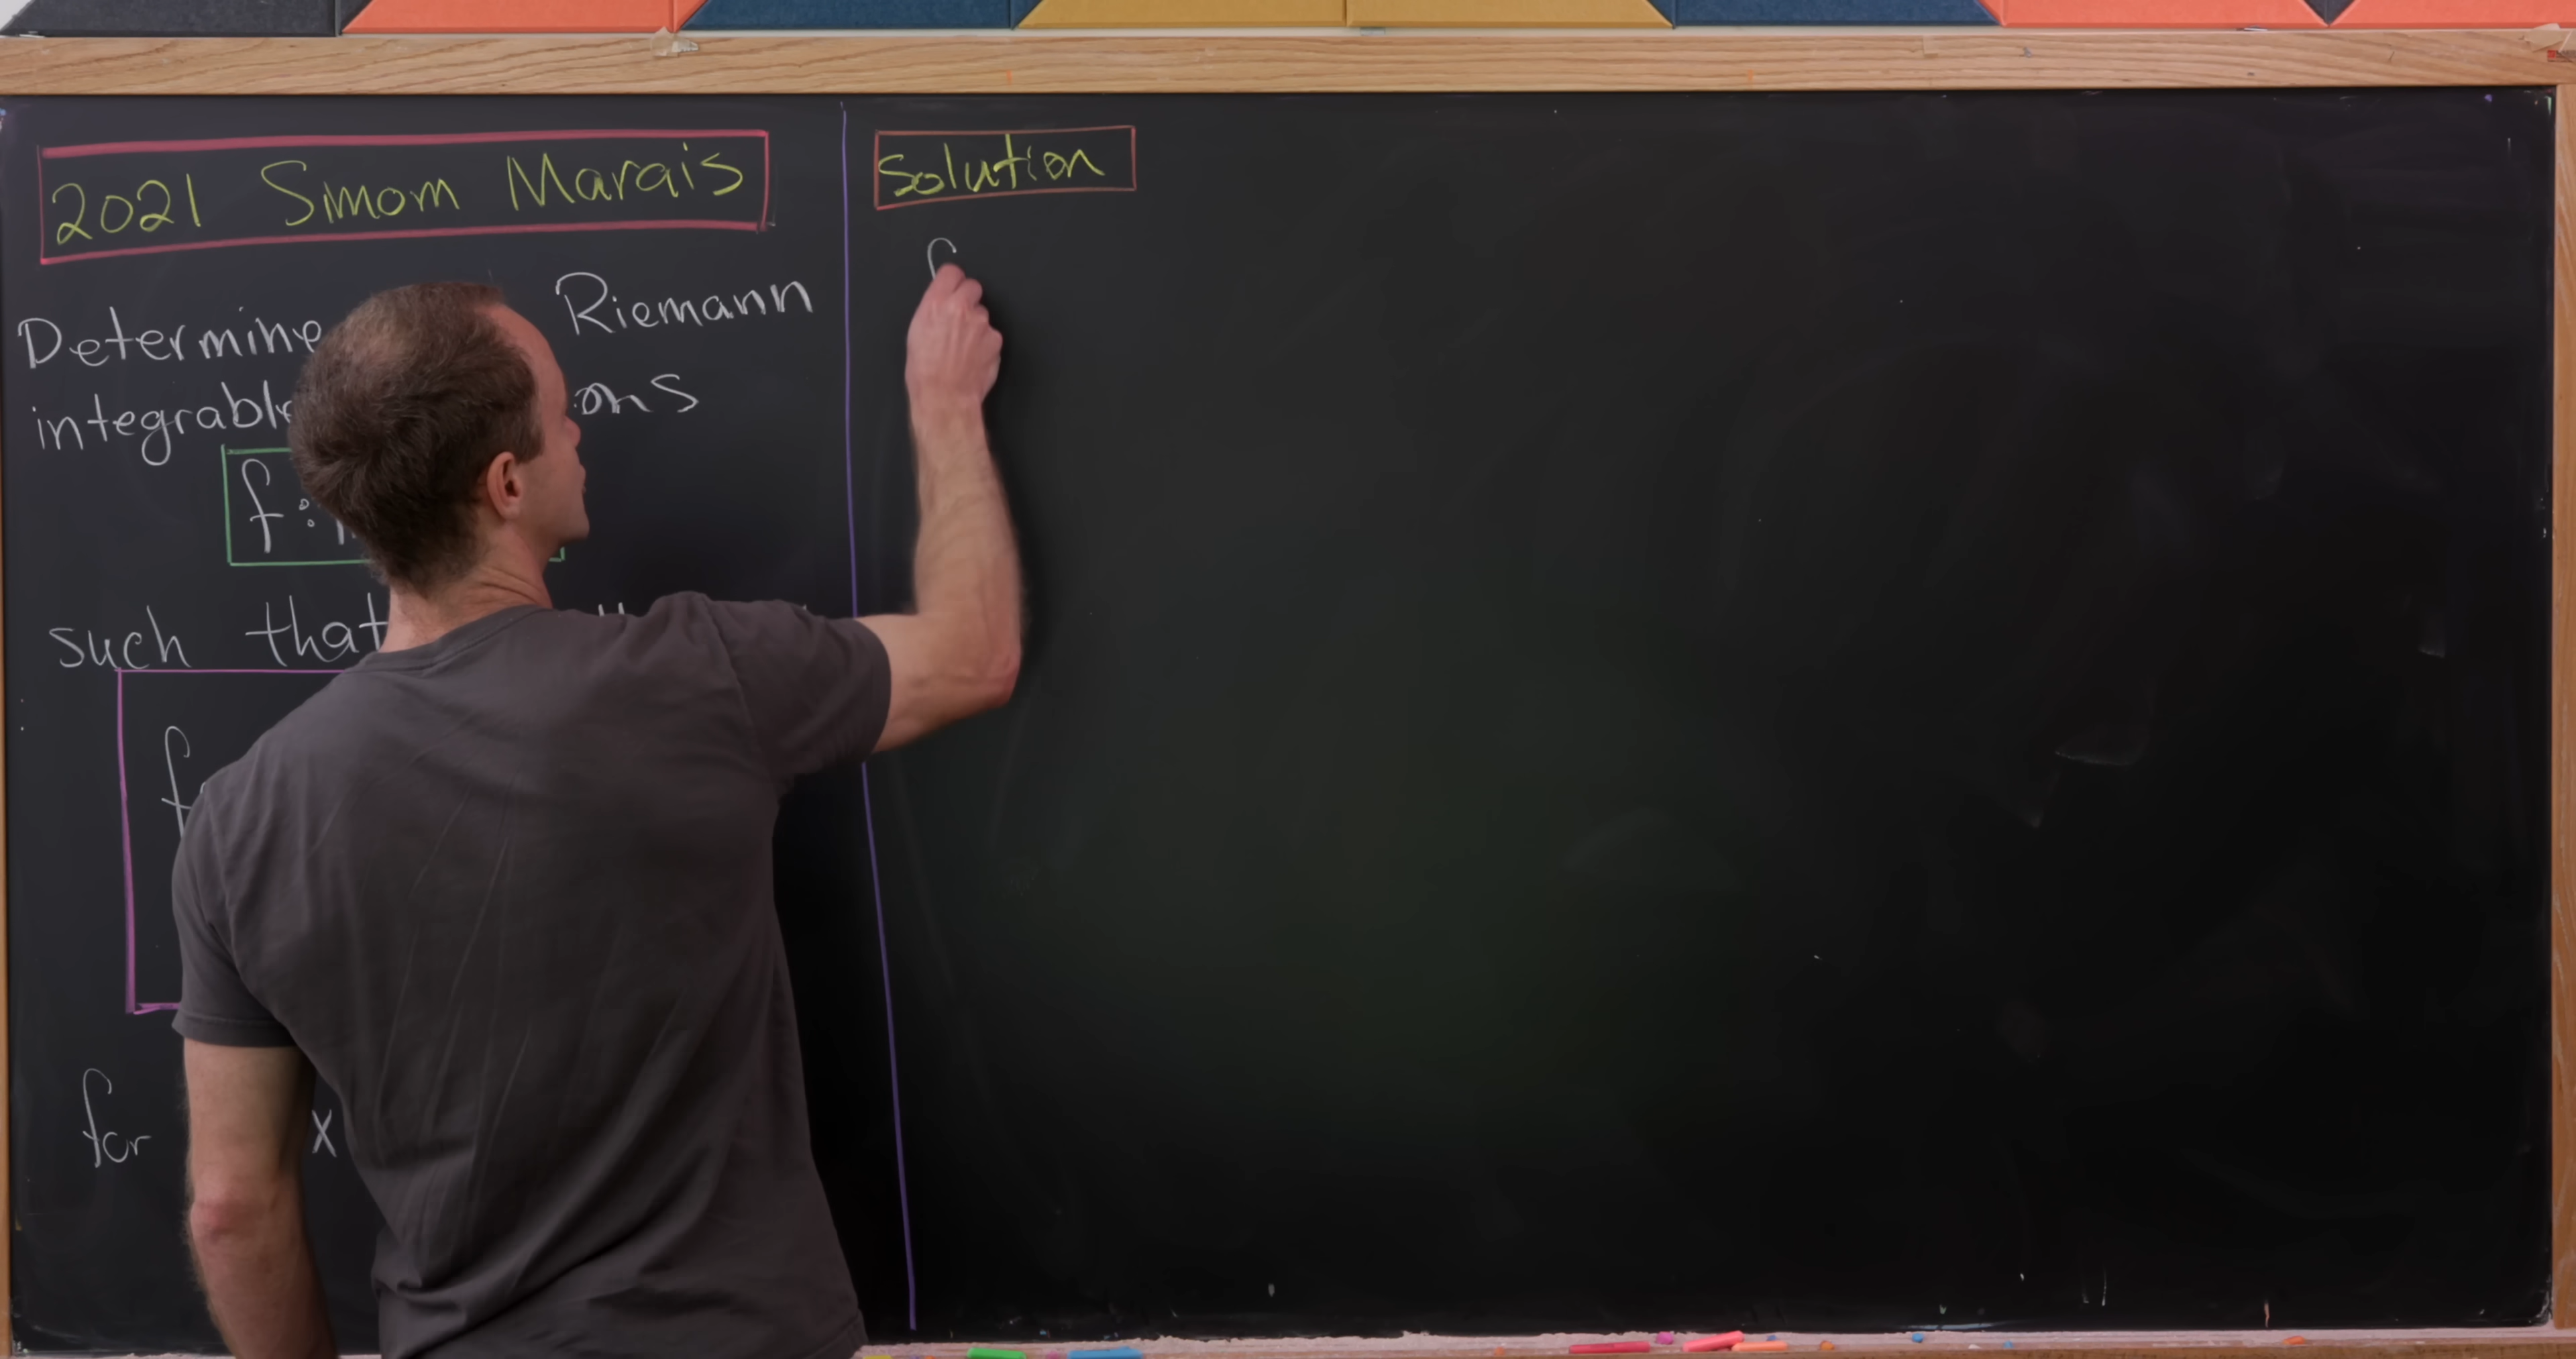 2021 Simom Marais
Determine Riemann
integrable ons
f :
such that
f
for x
Solution
f